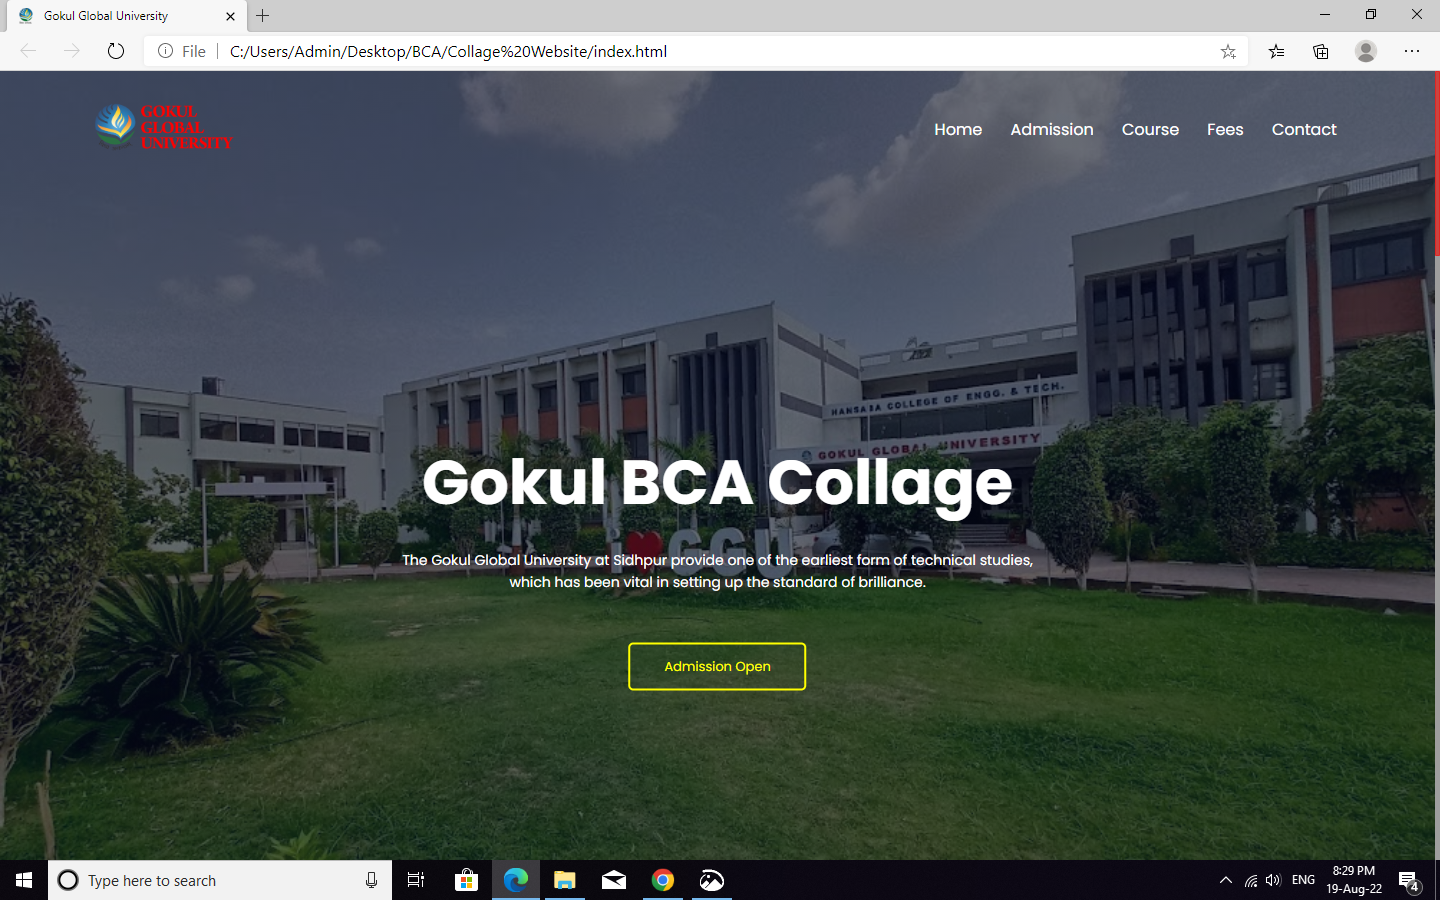 Gokul Global University
File
C:/Users/Admin/Desktop/BCA/Collage%20Website/index.html
GOKUL
GLOBAL
UNIVERSITY
Home Admission Course Fees Contact
HANSABA COLLEGE OF ENGG. & TECH.
GOKUL GLOBAL UNIVERSITY
Gokul BCA Collage
I GGU
The Gokul Global University at Sidhpur provide one of the earliest form of technical studies,
which has been vital in setting up the standard of brilliance.
Admission Open
Type here to search
ENG
8:29 PM
19-Aug-22
4